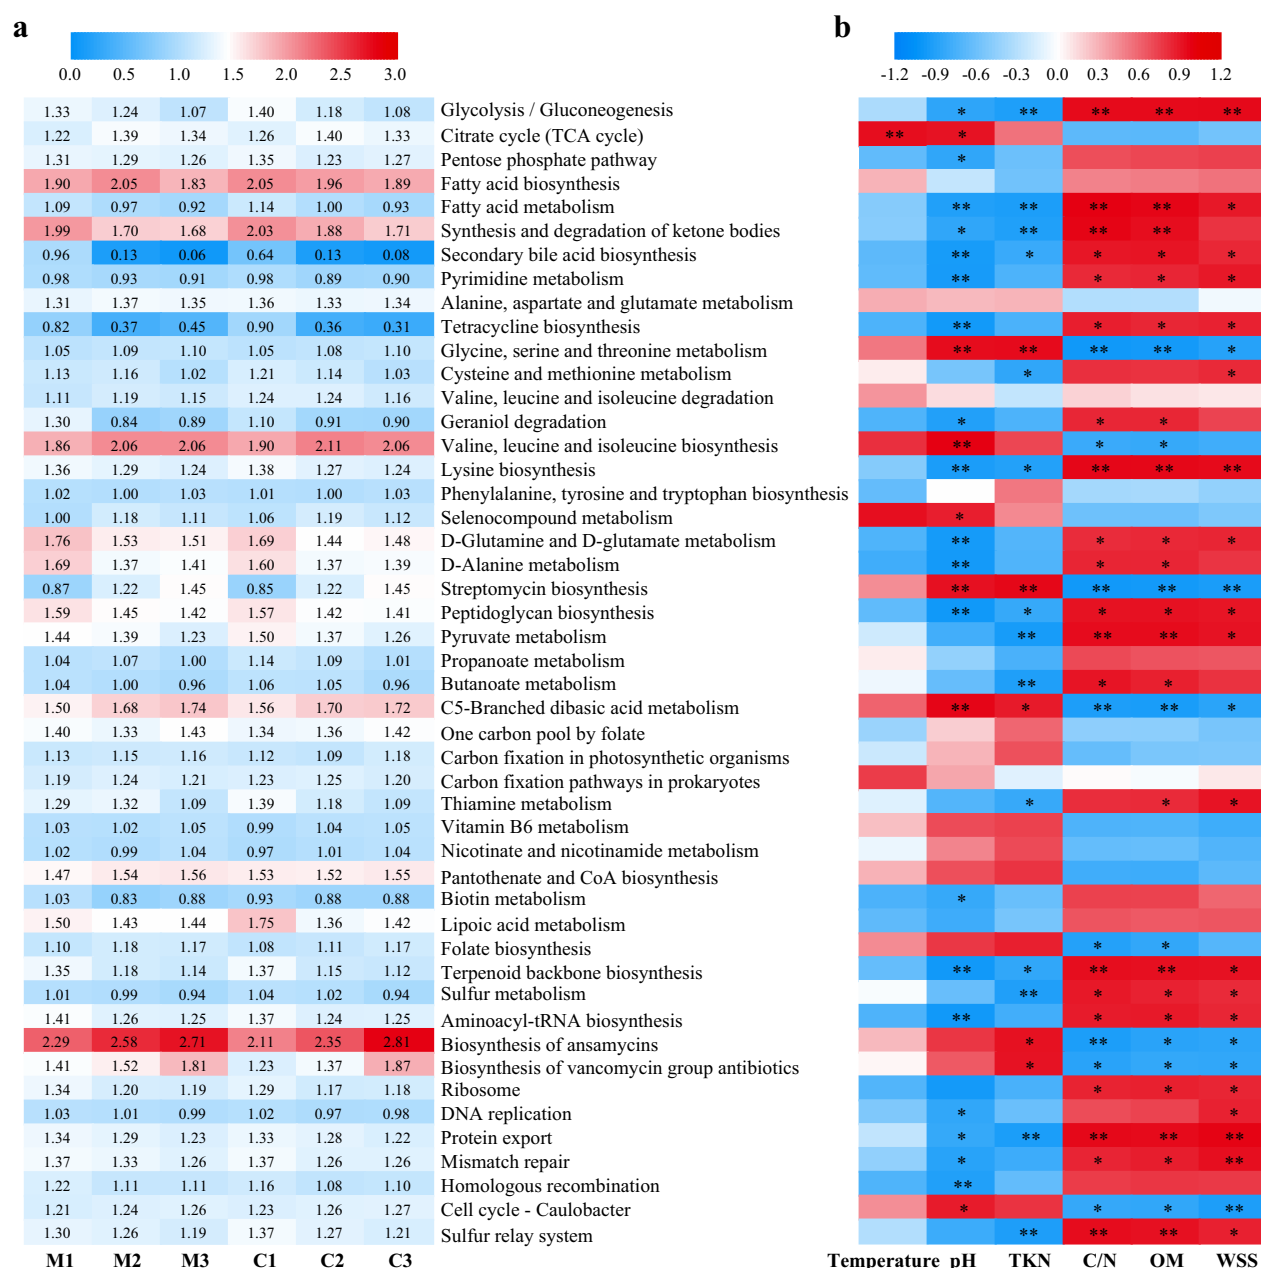 a
b
0.0 0.5 1.0 1.5 2.0 2.5 3.0
-1.2 -0.9 -0.6 -0.3 0.0 0.3 0.6 0.9 1.2
1.33 1.24 1.07 1.40 1.18 1.08 Glycolysis / Gluconeogenesis * ** ** ** **
1.22 1.39 1.34 1.26 1.40 1.33 Citrate cycle (TCA cycle) ** *
1.31 1.29 1.26 1.35 1.23 1.27 Pentose phosphate pathway *
1.90 2.05 1.83 2.05 1.96 1.89 Fatty acid biosynthesis
1.09 0.97 0.92 1.14 1.00 0.93 Fatty acid metabolism ** ** ** ** *
1.99 1.70 1.68 2.03 1.88 1.71 Synthesis and degradation of ketone bodies * ** ** **
0.96 0.13 0.06 0.64 0.13 0.08 Secondary bile acid biosynthesis ** * * * *
0.98 0.93 0.91 0.98 0.89 0.90 Pyrimidine metabolism ** * * *
1.31 1.37 1.35 1.36 1.33 1.34 Alanine, aspartate and glutamate metabolism
0.82 0.37 0.45 0.90 0.36 0.31 Tetracycline biosynthesis ** * * *
1.05 1.09 1.10 1.05 1.08 1.10 Glycine, serine and threonine metabolism ** ** ** ** *
1.13 1.16 1.02 1.21 1.14 1.03 Cysteine and methionine metabolism * *
1.11 1.19 1.15 1.24 1.24 1.16 Valine, leucine and isoleucine degradation
1.30 0.84 0.89 1.10 0.91 0.90 Geraniol degradation * * *
1.86 2.06 2.06 1.90 2.11 2.06 Valine, leucine and isoleucine biosynthesis ** * *
1.36 1.29 1.24 1.38 1.27 1.24 Lysine biosynthesis ** * ** ** **
1.02 1.00 1.03 1.01 1.00 1.03 Phenylalanine, tyrosine and tryptophan biosynthesis
1.00 1.18 1.11 1.06 1.19 1.12 Selenocompound metabolism *
1.76 1.53 1.51 1.69 1.44 1.48 D-Glutamine and D-glutamate metabolism ** * * *
1.69 1.37 1.41 1.60 1.37 1.39 D-Alanine metabolism ** * *
0.87 1.22 1.45 0.85 1.22 1.45 Streptomycin biosynthesis ** ** ** ** **
1.59 1.45 1.42 1.57 1.42 1.41 Peptidoglycan biosynthesis ** * * * *
1.44 1.39 1.23 1.50 1.37 1.26 Pyruvate metabolism ** ** ** *
1.04 1.07 1.00 1.14 1.09 1.01 Propanoate metabolism
1.04 1.00 0.96 1.06 1.05 0.96 Butanoate metabolism ** * *
1.50 1.68 1.74 1.56 1.70 1.72 C5-Branched dibasic acid metabolism ** * ** ** *
1.40 1.33 1.43 1.34 1.36 1.42 One carbon pool by folate
1.13 1.15 1.16 1.12 1.09 1.18 Carbon fixation in photosynthetic organisms
1.19 1.24 1.21 1.23 1.25 1.20 Carbon fixation pathways in prokaryotes
1.29 1.32 1.09 1.39 1.18 1.09 Thiamine metabolism * * *
1.03 1.02 1.05 0.99 1.04 1.05 Vitamin B6 metabolism
1.02 0.99 1.04 0.97 1.01 1.04 Nicotinate and nicotinamide metabolism
1.47 1.54 1.56 1.53 1.52 1.55 Pantothenate and CoA biosynthesis
1.03 0.83 0.88 0.93 0.88 0.88 Biotin metabolism *
1.50 1.43 1.44 1.75 1.36 1.42 Lipoic acid metabolism
1.10 1.18 1.17 1.08 1.11 1.17 Folate biosynthesis * *
1.35 1.18 1.14 1.37 1.15 1.12 Terpenoid backbone biosynthesis ** * ** ** *
1.01 0.99 0.94 1.04 1.02 0.94 Sulfur metabolism ** * * *
1.41 1.26 1.25 1.37 1.24 1.25 Aminoacyl-tRNA biosynthesis ** * * *
2.29 2.58 2.71 2.11 2.35 2.81 Biosynthesis of ansamycins * ** * *
1.41 1.52 1.81 1.23 1.37 1.87 Biosynthesis of vancomycin group antibiotics * * * *
1.34 1.20 1.19 1.29 1.17 1.18 Ribosome * * *
1.03 1.01 0.99 1.02 0.97 0.98 DNA replication * *
1.34 1.29 1.23 1.33 1.28 1.22 Protein export * ** ** ** **
1.37 1.33 1.26 1.37 1.26 1.26 Mismatch repair * * * **
1.22 1.11 1.11 1.16 1.08 1.10 Homologous recombination **
1.21 1.24 1.26 1.23 1.26 1.27 Cell cycle - Caulobacter * * * **
1.30 1.26 1.19 1.37 1.27 1.21 Sulfur relay system ** ** ** *
M1 M2 M3 C1 C2 C3 Temperature pH TKN C/N OM WSS